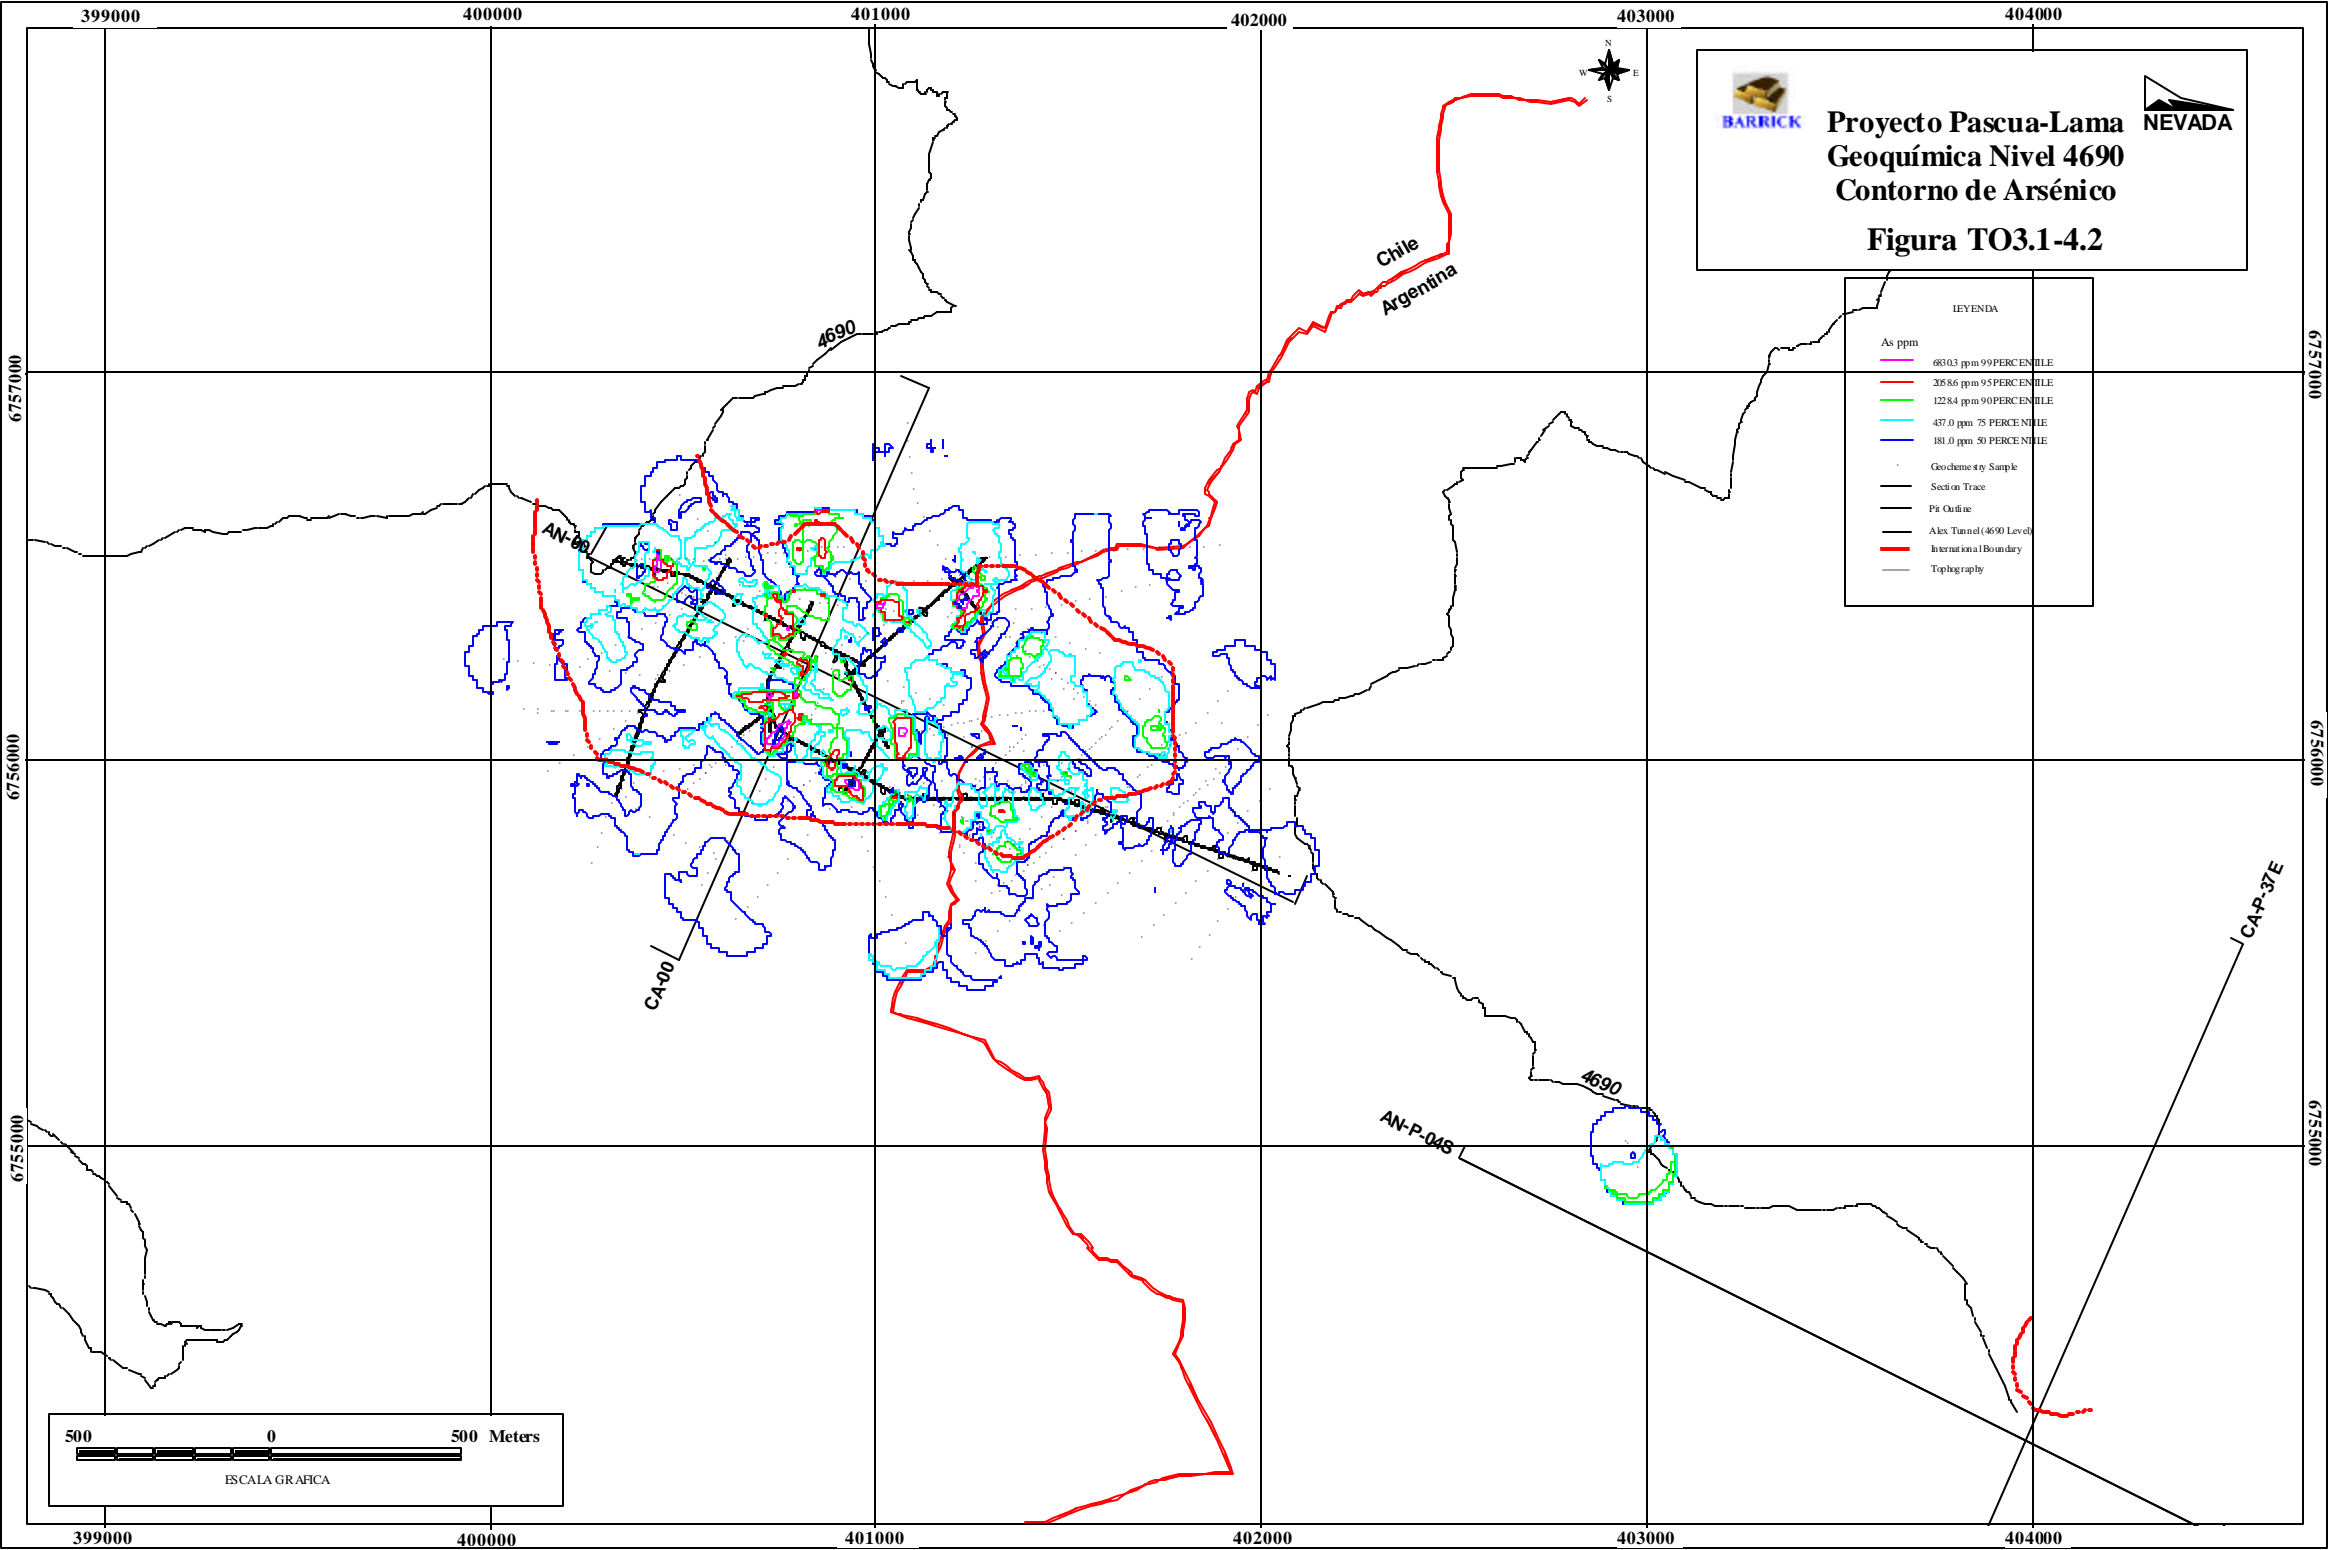 399000
400000
401000
402000
403000
404000
N
W
E
S
BARRICK
NEVADA
Proyecto Pascua-Lama
Geoquímica Nivel 4690
Contorno de Arsénico
Figura TO3.1-4.2
LEYENDA
As ppm
6830.3 ppm 99 PERCENTILE
2058.6 ppm 95 PERCENTILE
1228.4 ppm 90 PERCENTILE
437.0 ppm 75 PERCENTILE
181.0 ppm 50 PERCENTILE
Geochemestry Sample
Section Trace
Pit Outline
Alex Tunnel (4690 Level)
International Boundary
Tophography
Chile
Argentina
4690
6757000
6757000
AN-00
6756000
6756000
CA-00
CA-P-37E
4690
AN-P-04S
6755000
6755000
500
0
500 Meters
ESCALA GRAFICA
399000
400000
401000
402000
403000
404000